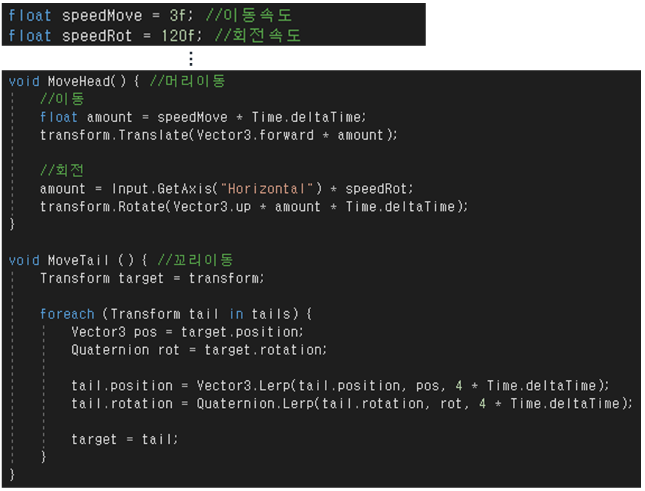 float speedMove = 3f; //이동속도
float speedRot = 120f; //회전속도
⋮
void MoveHead() { //머리이동
    //이동
    float amount = speedMove * Time.deltaTime;
    transform.Translate(Vector3.forward * amount);

    //회전
    amount = Input.GetAxis("Horizontal") * speedRot;
    transform.Rotate(Vector3.up * amount * Time.deltaTime);
}

void MoveTail () { //꼬리이동
    Transform target = transform;

    foreach (Transform tail in tails) {
        Vector3 pos = target.position;
        Quaternion rot = target.rotation;

        tail.position = Vector3.Lerp(tail.position, pos, 4 * Time.deltaTime);
        tail.rotation = Quaternion.Lerp(tail.rotation, rot, 4 * Time.deltaTime);

        target = tail;
    }
}